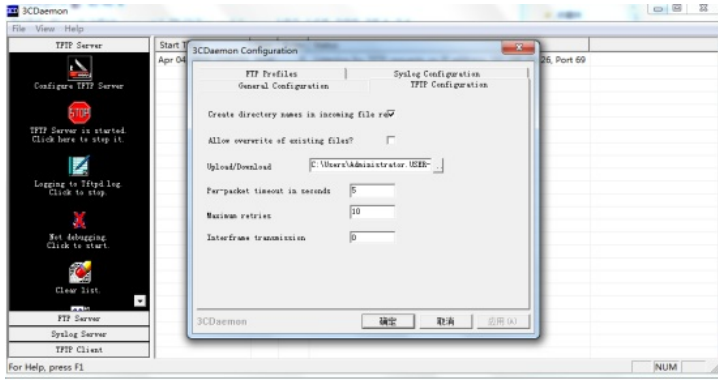 3CDaemon
File View Help
TFTP Server
Start T
3CDaemon Configuration
Apr 04
26, Port 69
FTP Profiles
Syslog Configuration
General Configuration
TFTP Configuration
Configure TFTP Server
Create directory names in incoming file re
STOP
TFTP Server is started.
Click here to stop it.
Allow overwrite of existing files?
Upload/Download
C:\Users\Administrator.USER-
..
Logging to Tftpd.log.
Click to stop.
Per-packet timeout in seconds
5
Maximum retries
10
Not debugging.
Click to start.
Interframe transmission
0
Clear list.
FTP Server
Syslog Server
TFTP Client
3CDaemon
确定
取消
应用(A)
For Help, press F1
NUM